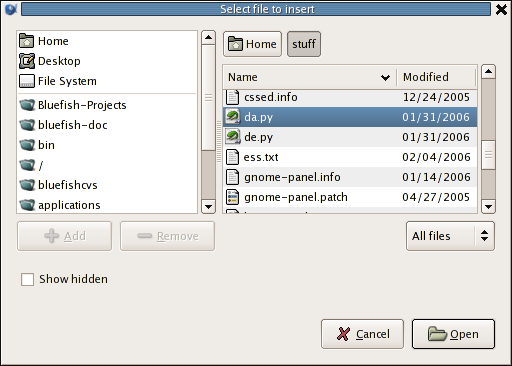 Select file to insert
Home
Desktop
File System
Bluefish-Projects
bluefish-doc
bin
/
bluefishcvs
applications
Add
Remove
Home
stuff
Name Modified
cssed.info 12/24/2005
da.py 01/31/2006
de.py 01/31/2006
ess.txt 02/04/2006
gnome-panel.info 01/14/2006
gnome-panel.patch 04/27/2005
All files
Show hidden
Cancel
Open